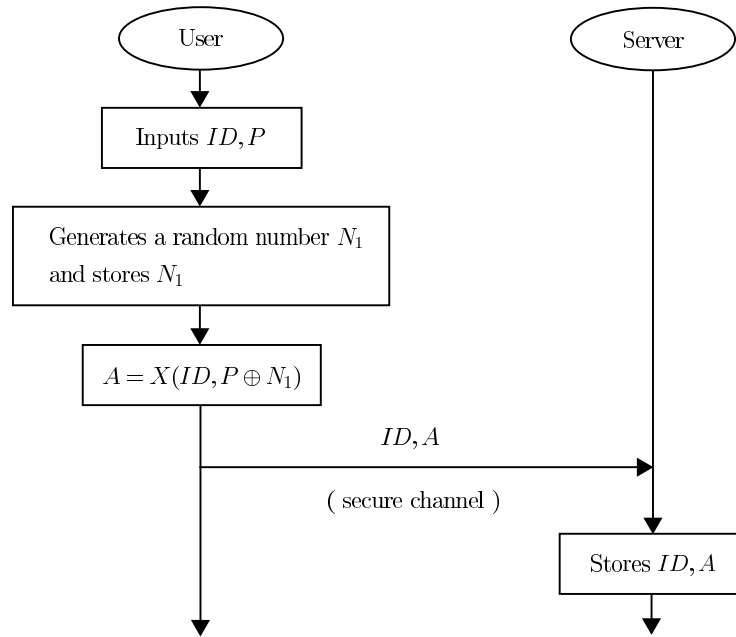 User
Server
Inputs ID, P
Generates a random number N₁
and stores N₁
A = X(ID, P ⊕ N₁)
ID, A
( secure channel )
Stores ID, A